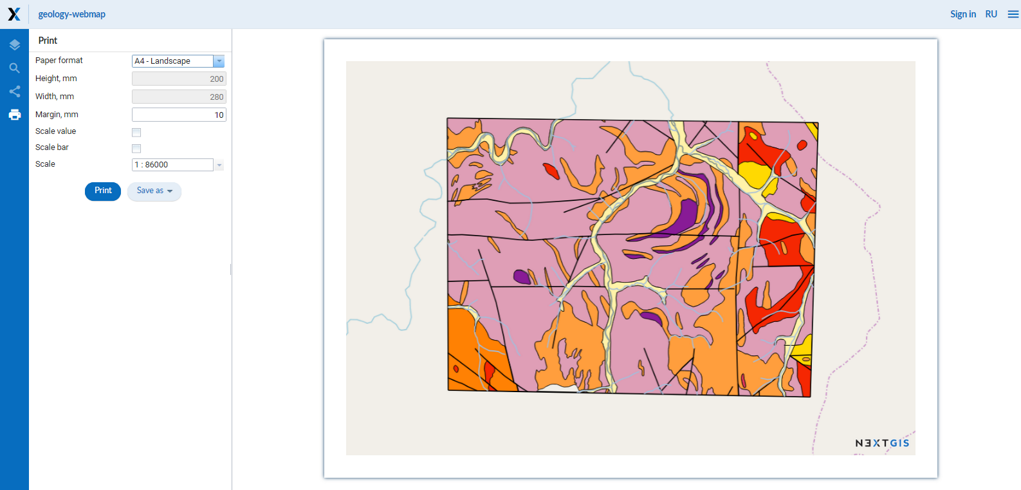 geology-webmap
Sign in RU
Print
Paper format A4 - Landscape
Height, mm 200
Width, mm 280
Margin, mm 10
Scale value
Scale bar
Scale 1 : 86000
Print Save as
NEXTGIS